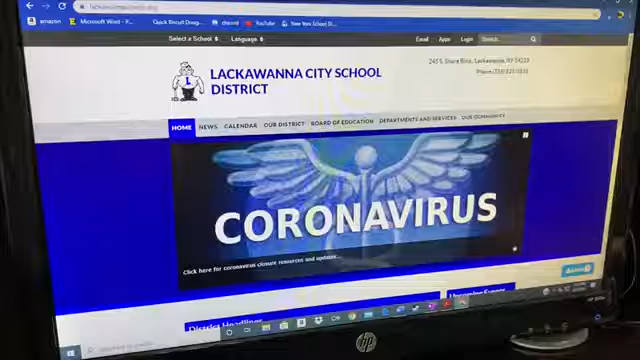 amazon Microsoft Word - P... Quick Biscuit Doug... discord YouTube New York School Di...
Select a School Language Email Apps Login Search...
LACKAWANNA CITY SCHOOL
DISTRICT
245 S. Shore Blvd., Lackawanna, NY 14218
HOME NEWS CALENDAR OUR DISTRICT BOARD OF EDUCATION DEPARTMENTS AND SERVICES OUR COMMUNITY
CORONAVIRUS
Click here for coronavirus closure resources and updates...
District Headlines
Upcoming Events
hp